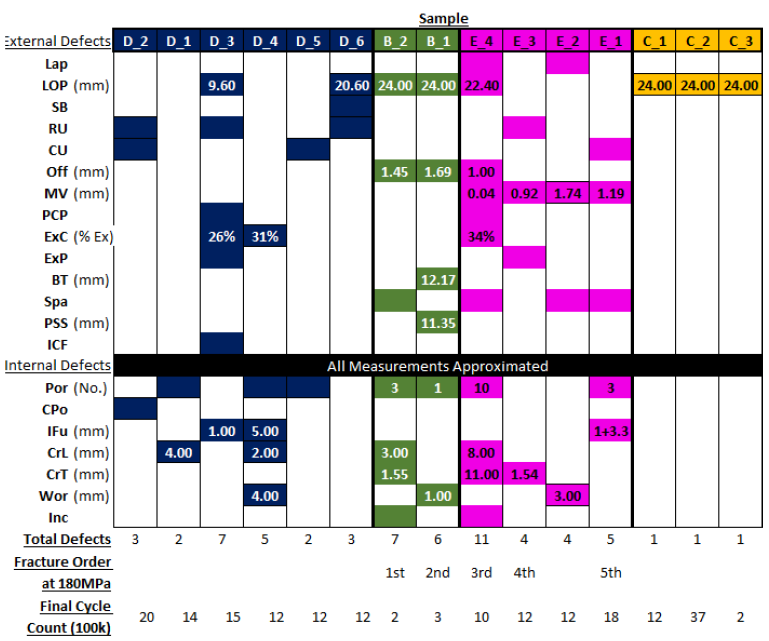 Sample
External Defects D_2 D_1 D_3 D_4 D_5 D_6 B_2 B_1 E_4 E_3 E_2 E_1 C_1 C_2 C_3
Lap
LOP (mm) 9.60 20.60 24.00 24.00 22.40 24.00 24.00 24.00
SB
RU
CU
Off (mm) 1.45 1.69 1.00
MV (mm) 0.04 0.92 1.74 1.19
PCP
ExC (% Ex) 26% 31% 34%
ExP
BT (mm) 12.17
Spa
PSS (mm) 11.35
ICF
Internal Defects All Measurements Approximated
Por (No.) 3 1 10 3
CPo
IFu (mm) 1.00 5.00 1+3.3
CrL (mm) 4.00 2.00 3.00 8.00
CrT (mm) 1.55 11.00 1.54
Wor (mm) 4.00 1.00 3.00
Inc
Total Defects 3 2 7 5 2 3 7 6 11 4 4 5 1 1 1
Fracture Order
at 180MPa 1st 2nd 3rd 4th 5th
Final Cycle
Count (100k) 20 14 15 12 12 12 2 3 10 12 12 18 12 37 2